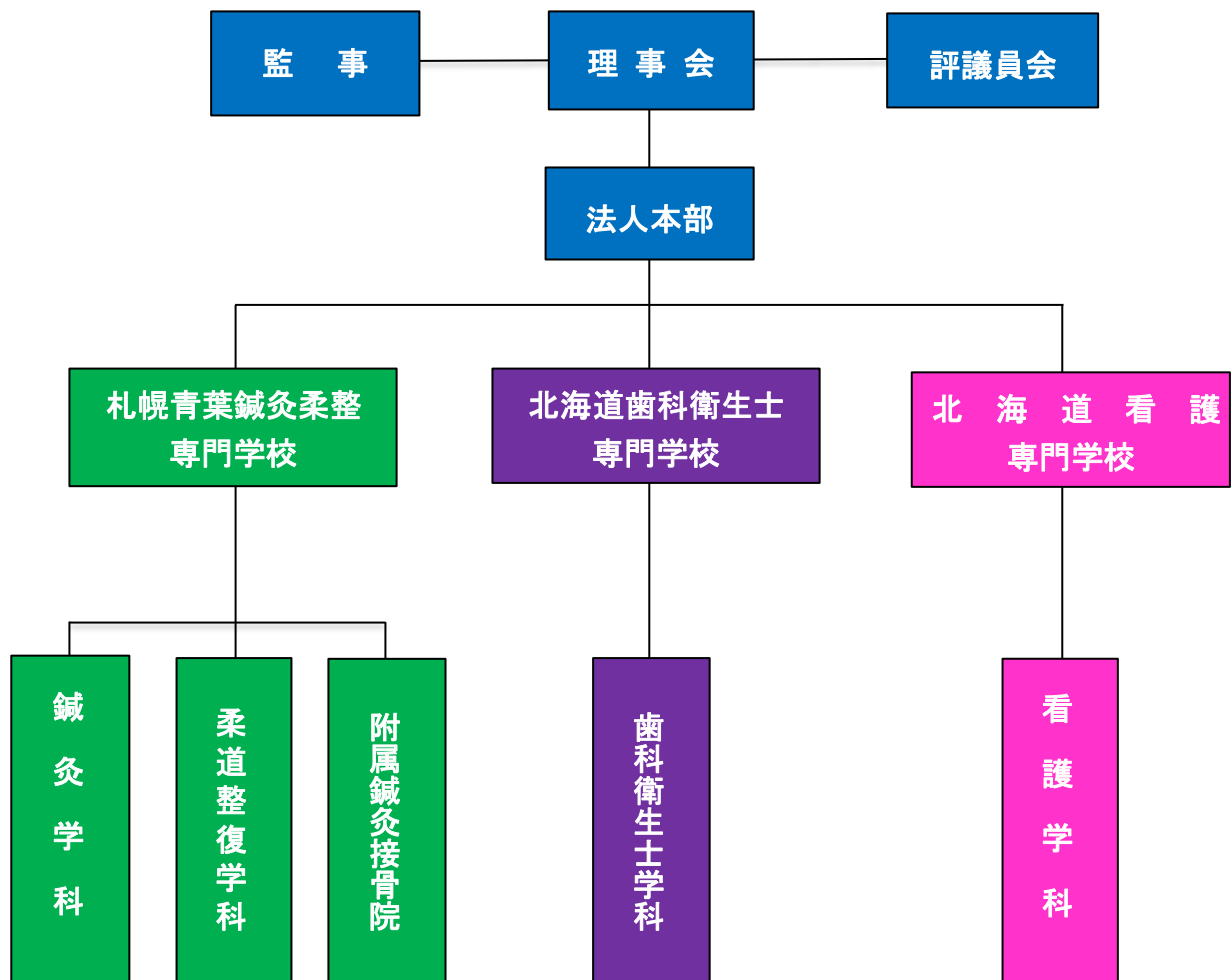 監　事
理 事 会
評議員会
法人本部
札幌青葉鍼灸柔整
専門学校
北海道歯科衛生士
専門学校
北　海　道　看　護
専門学校
鍼灸学科
柔道整復学科
附属鍼灸接骨院
歯科衛生士学科
看護学科